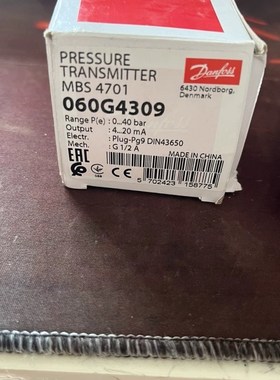 PRESSURE
TRANSMITTER
MBS 4701
060G4309
Danfoss
6430 Nordborg,
Denmark
Range P(e) : 0...40 bar
Output : 4...20 mA
Electr. : Plug-Pg9 DIN43650
Mech. : G 1/2 A
MADE IN CHINA
EAC
CE
5 702423 158775